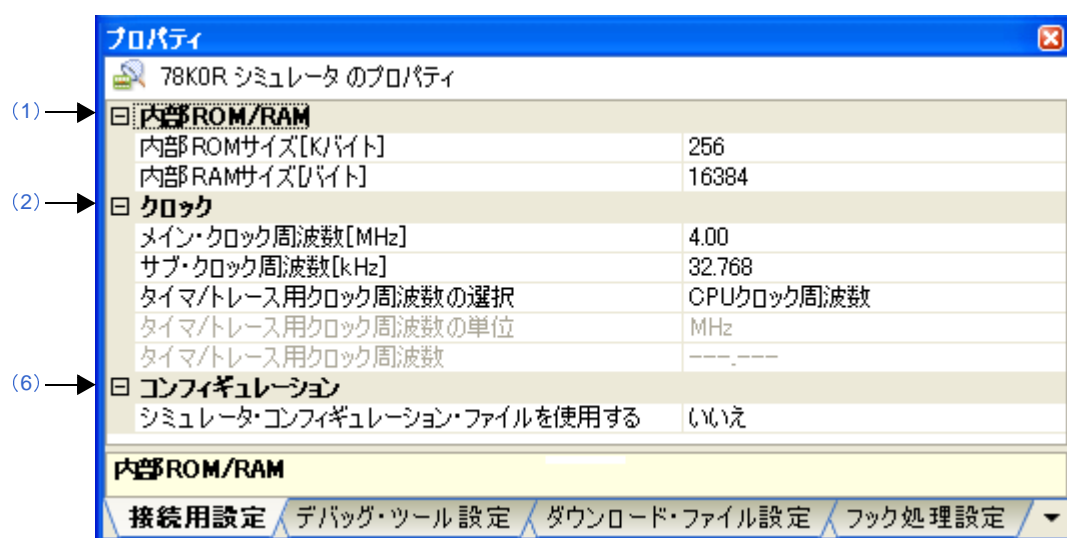 プロパティ
78K0R シミュレータ のプロパティ
(1)
内部ROM/RAM
内部ROMサイズ[Kバイト] 256
内部RAMサイズ[バイト] 16384
(2)
クロック
メイン・クロック周波数[MHz] 4.00
サブ・クロック周波数[kHz] 32.768
タイマ/トレース用クロック周波数の選択 CPUクロック周波数
タイマ/トレース用クロック周波数の単位 MHz
タイマ/トレース用クロック周波数 ---.---
(6)
コンフィギュレーション
シミュレータ・コンフィギュレーション・ファイルを使用する いいえ
内部ROM/RAM
接続用設定 デバッグ・ツール設定 ダウンロード・ファイル設定 フック処理設定